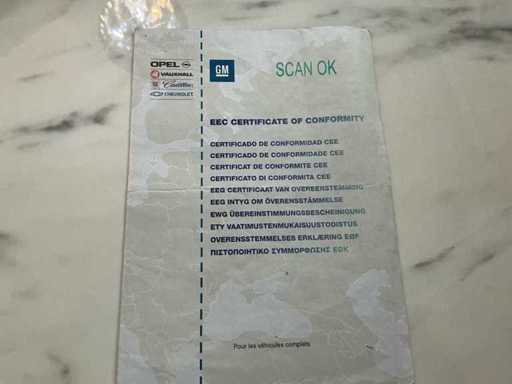 OPEL
VAUXHALL
Cadillac
CHEVROLET
GM
SCAN OK
EEC CERTIFICATE OF CONFORMITY
CERTIFICADO DE CONFORMIDAD CEE
CERTIFICADO DE CONFORMIDADE CEE
CERTIFICAT DE CONFORMITE CEE
CERTIFICATO DI CONFORMITA CEE
EEG CERTIFICAAT VAN OVEREENSTEMMING
EEG INTYG OM ÖVERENSSTÄMMELSE
EWG ÜBEREINSTIMMUNGSBESCHEINIGUNG
ETY VAATIMUSTENMUKAISUUSTODISTUS
OVERENSSTEMMELSES ERKLÆRING EØF
ΠΙΣΤΟΠΟΙΗΤΙΚΟ ΣΥΜΜΟΡΦΩΣΗΣ ΕΟΚ
Pour les véhicules complets